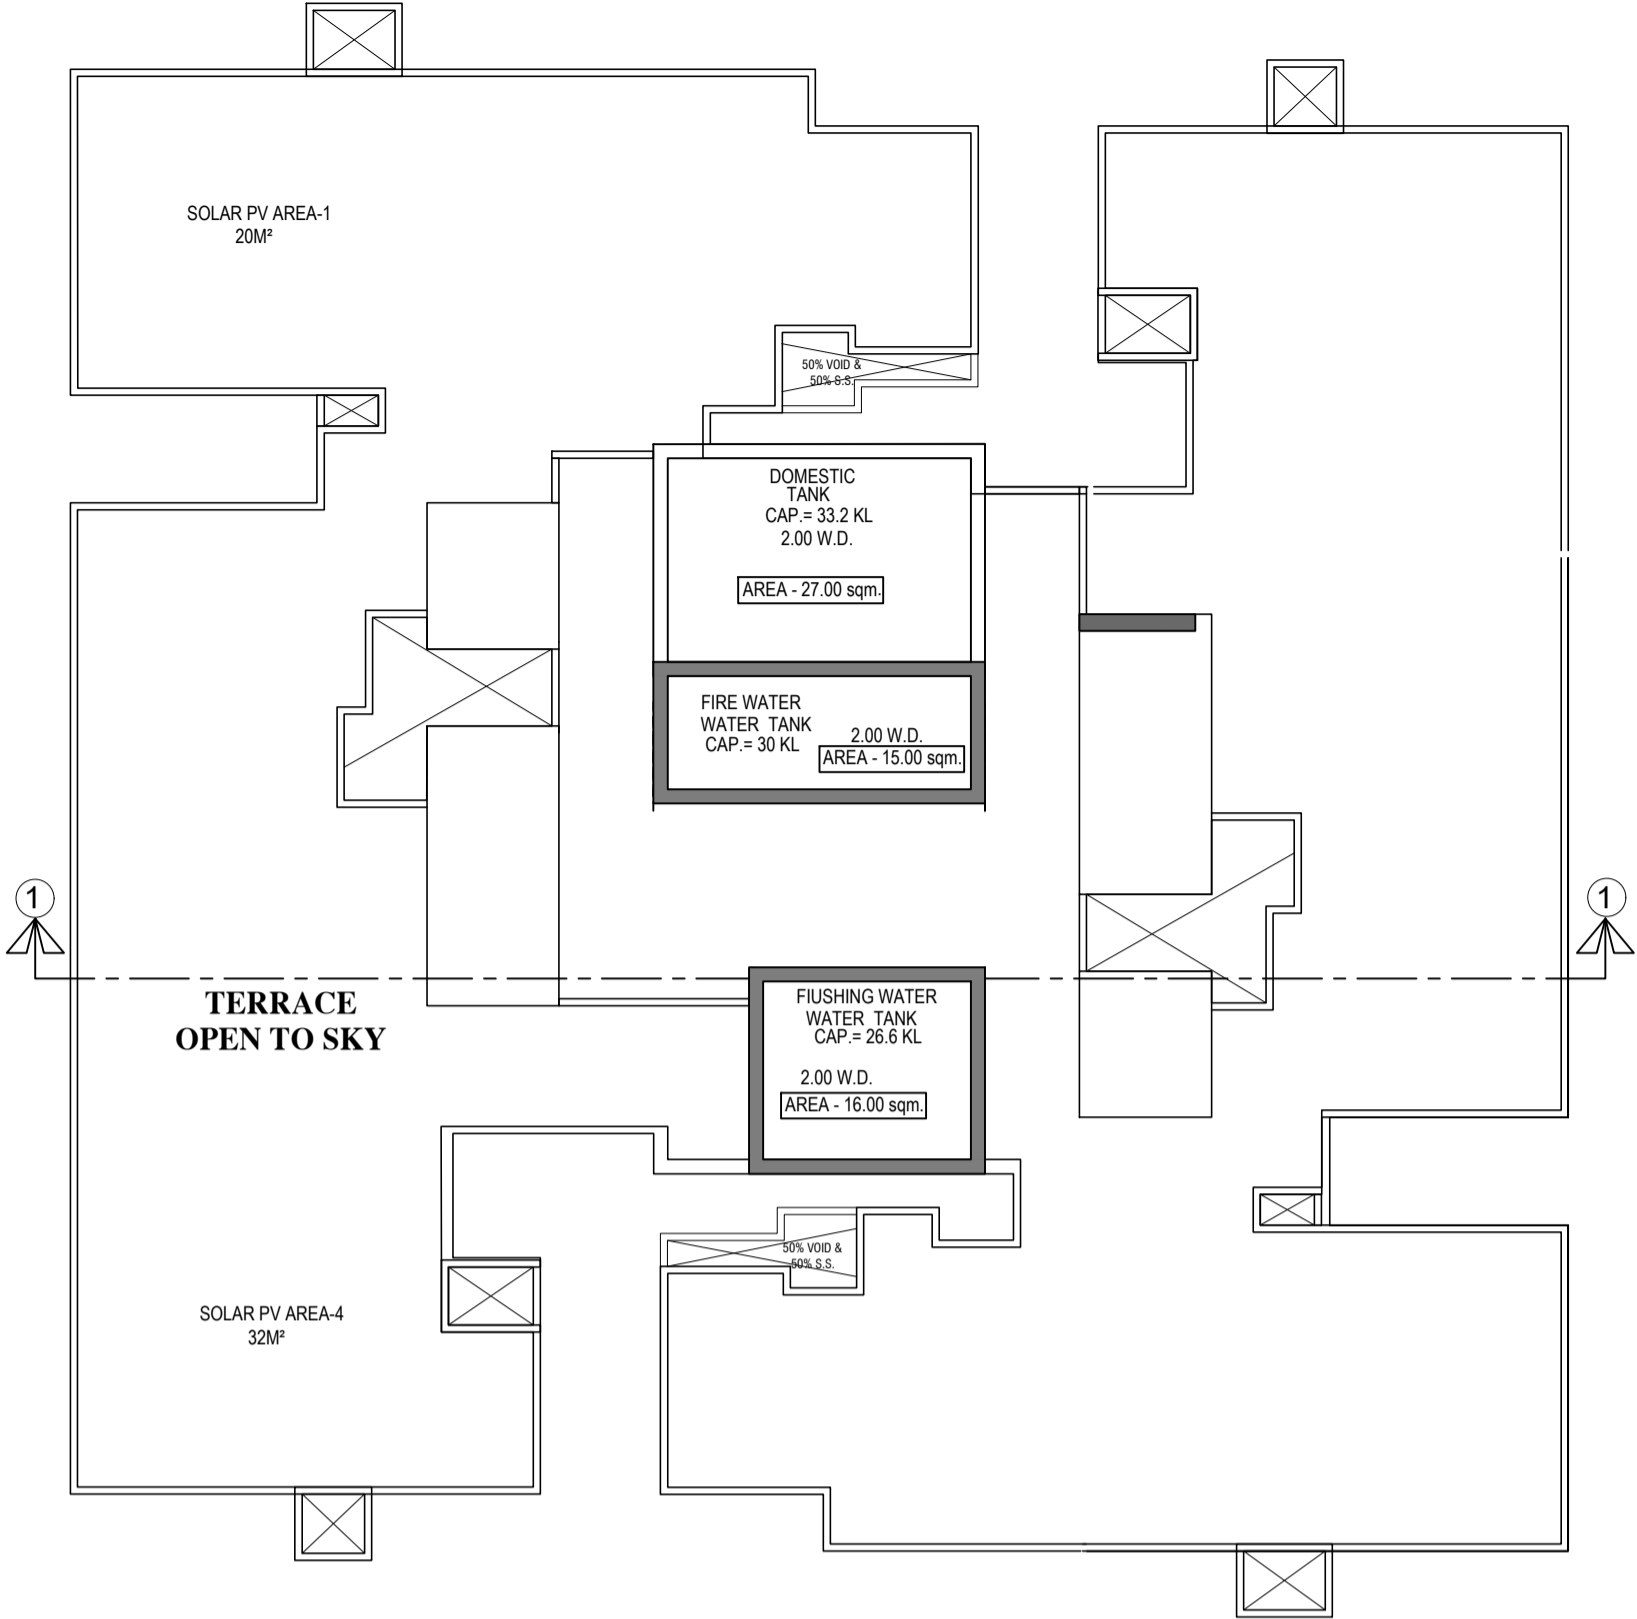 SOLAR PV AREA-1
20M²
50% VOID &
50% S.S.
DOMESTIC
TANK
CAP.= 33.2 KL
2.00 W.D.
AREA - 27.00 sqm.
FIRE WATER
WATER TANK
CAP.= 30 KL
2.00 W.D.
AREA - 15.00 sqm.
1
1
TERRACE
OPEN TO SKY
FIUSHING WATER
WATER TANK
CAP.= 26.6 KL
2.00 W.D.
AREA - 16.00 sqm.
50% VOID &
50% S.S.
SOLAR PV AREA-4
32M²